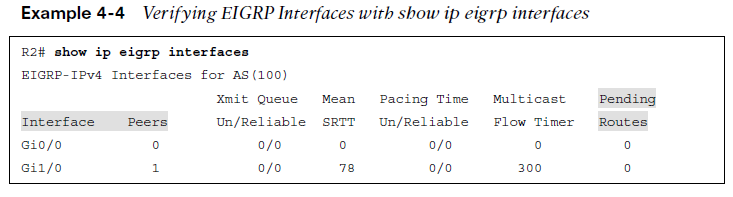 Example 4-4 Verifying EIGRP Interfaces with show ip eigrp interfaces
R2# show ip eigrp interfaces
EIGRP-IPv4 Interfaces for AS(100)
Xmit Queue Mean Pacing Time Multicast Pending
Interface Peers Un/Reliable SRTT Un/Reliable Flow Timer Routes
Gi0/0 0 0/0 0 0/0 0 0
Gi1/0 1 0/0 78 0/0 300 0